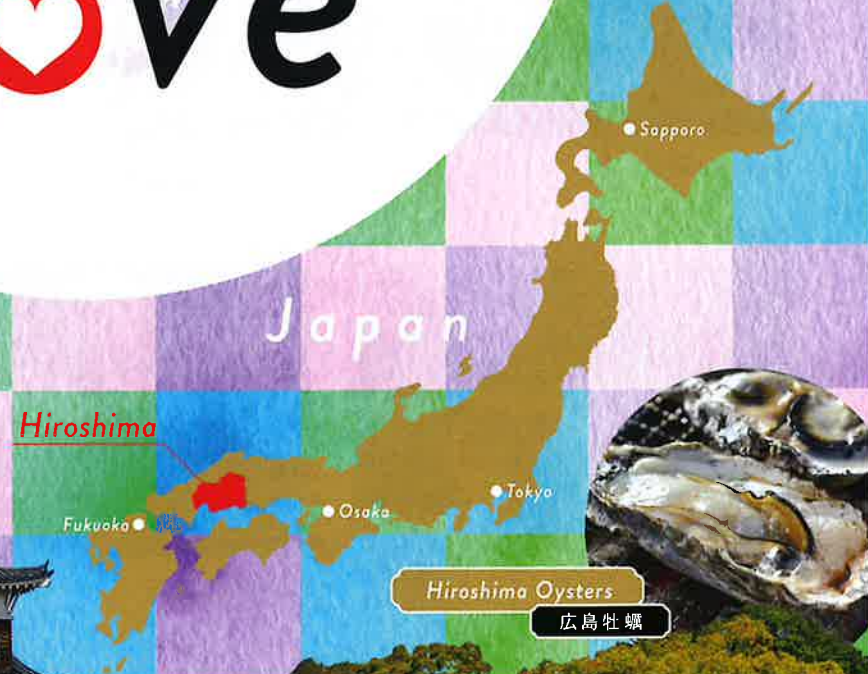 ove
Sapporo
Japan
Hiroshima
Tokyo
Osaka
Fukuoka
Hiroshima Oysters
広島牡蠣